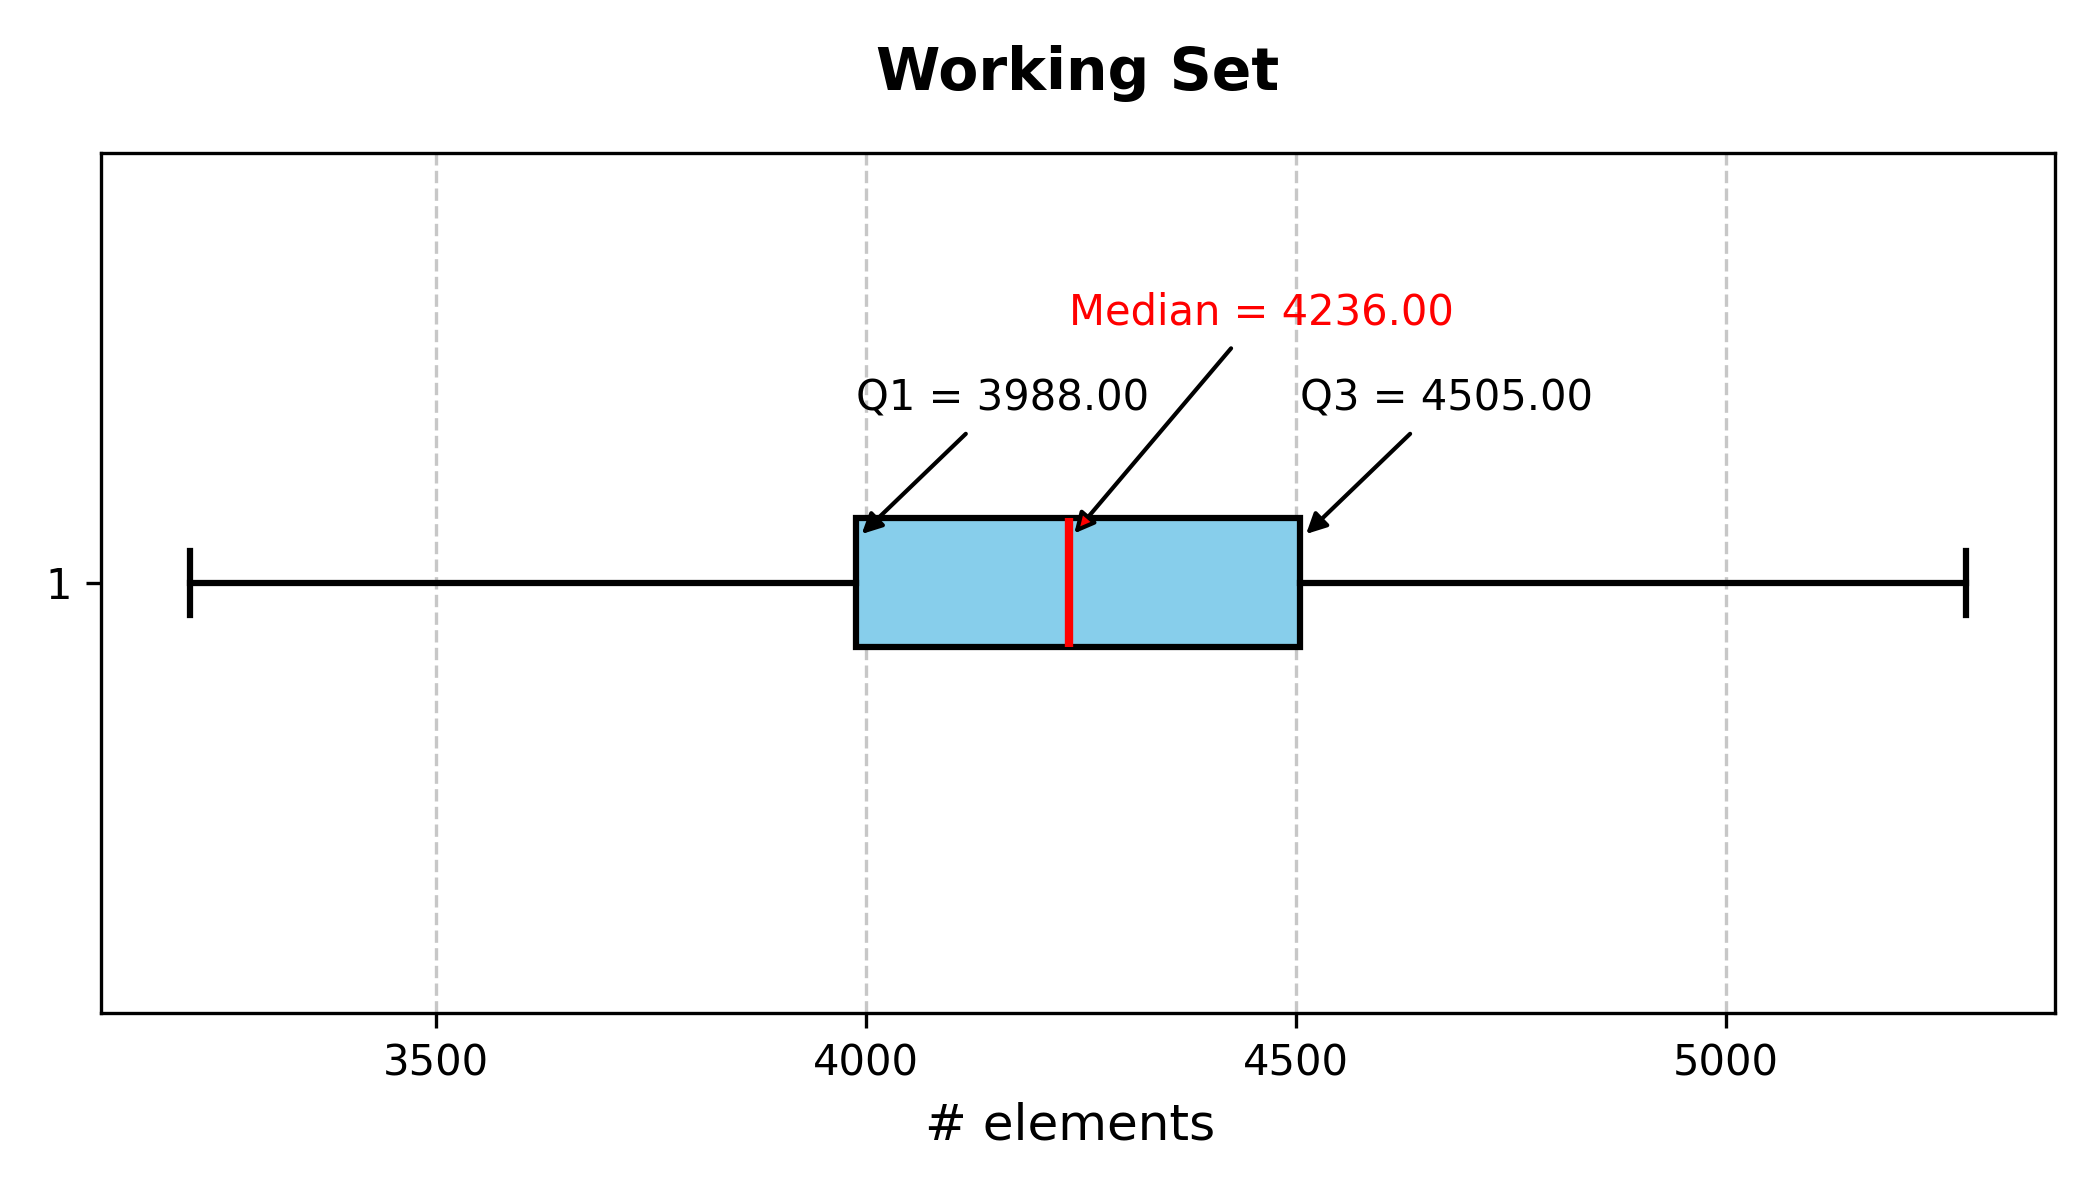 Working Set
Median = 4236.00
Q1 = 3988.00
Q3 = 4505.00
1
3500
4000
4500
5000
# elements